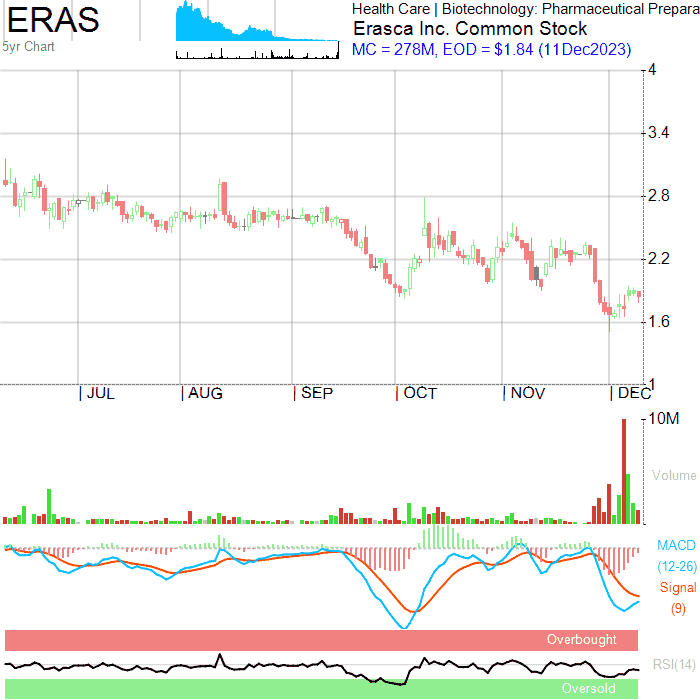 ERAS
5yr Chart
Health Care | Biotechnology: Pharmaceutical Prepara
Erasca Inc. Common Stock
MC = 278M, EOD = $1.84 (11Dec2023)
4
3.4
2.8
2.2
1.6
1
JUL AUG SEP OCT NOV DEC
10M
Volume
MACD
(12-26)
Signal
(9)
Overbought
RSI(14)
Oversold